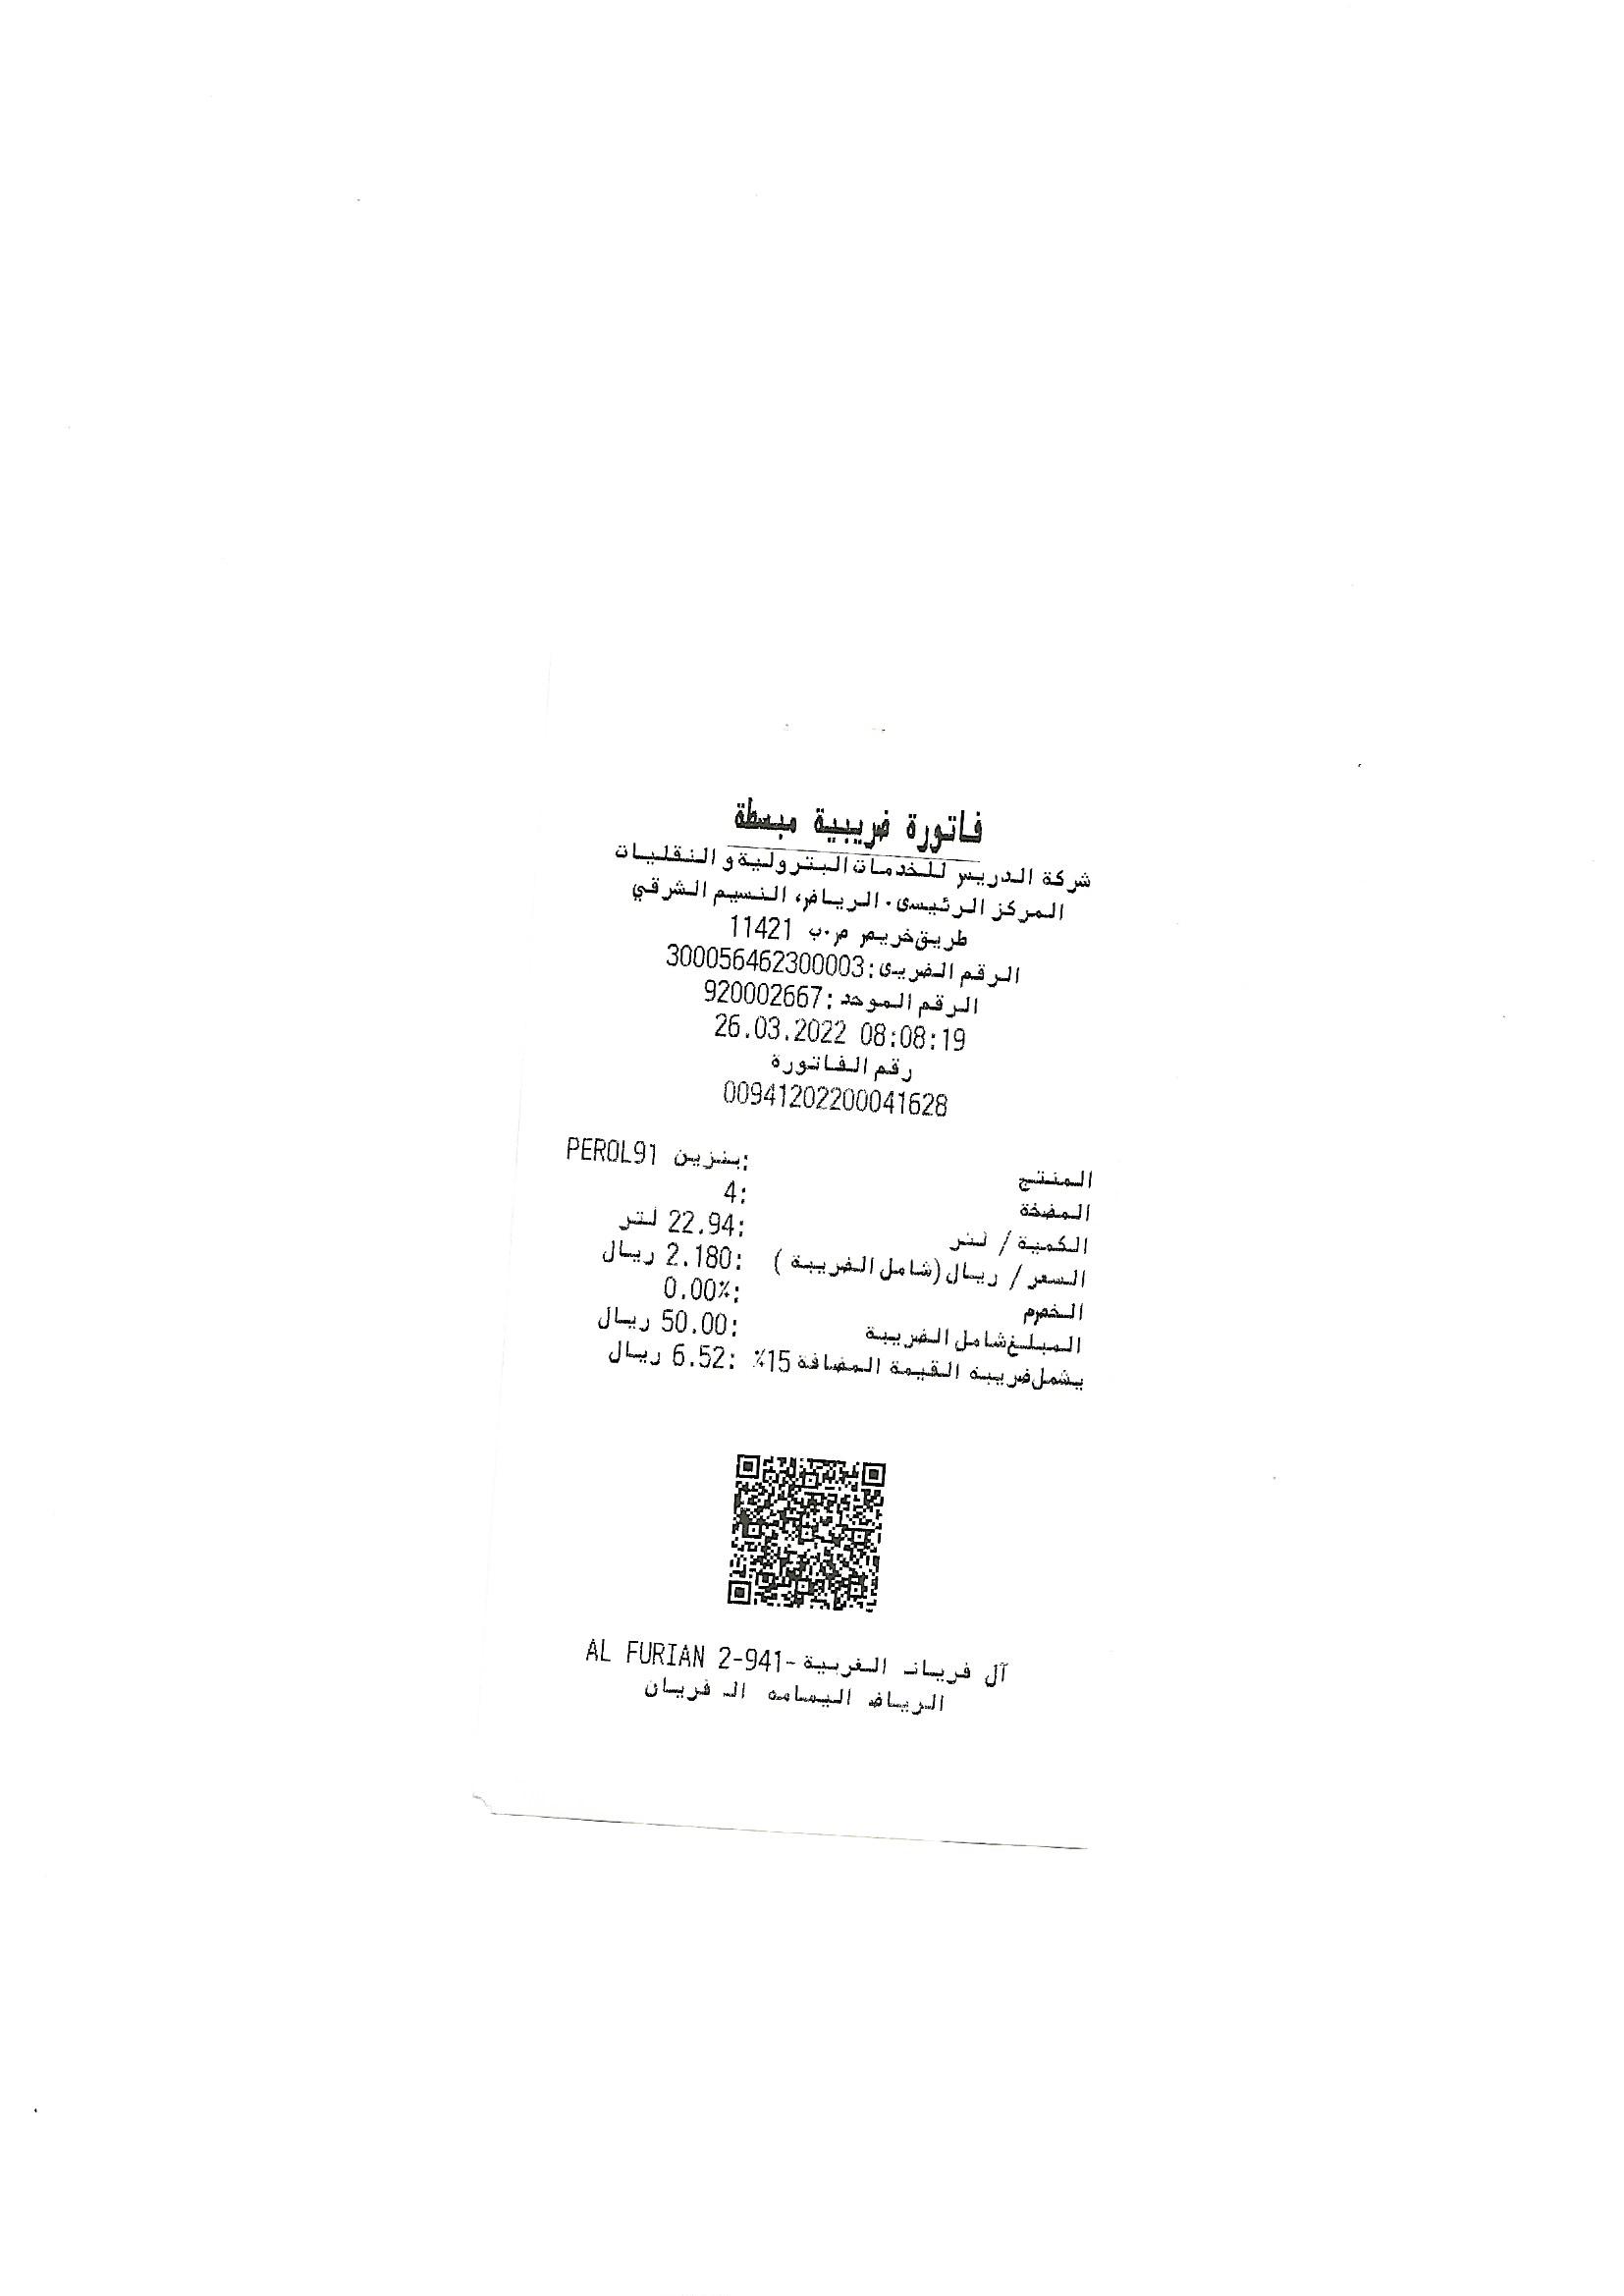 فاتورة ضريبية مبسطة
شركة الدريس للخدمات البترولية و النقليات
المركز الرئيسى - الرياض، النسيم الشرقي
طريق خريص ص.ب 11421
الرقم الضريبى: 300056462300003
الرقم الموحد: 920002667
26.03.2022 08:08:19
رقم الفاتورة
00941202200041628
المنتج :بنزين PEROL91
المضخة :4
الكمية / لتر :22.94 لتر
السعر / ريال (شامل الضريبة ) :2.180 ريال
الخصم :0.00%
المبلغ شامل الضريبة :50.00 ريال
يشمل ضريبه القيمة المضافة 15% :6.52 ريال
آل فريان الغربية -AL FURIAN 2-941
الرياض اليمامه ال فريان